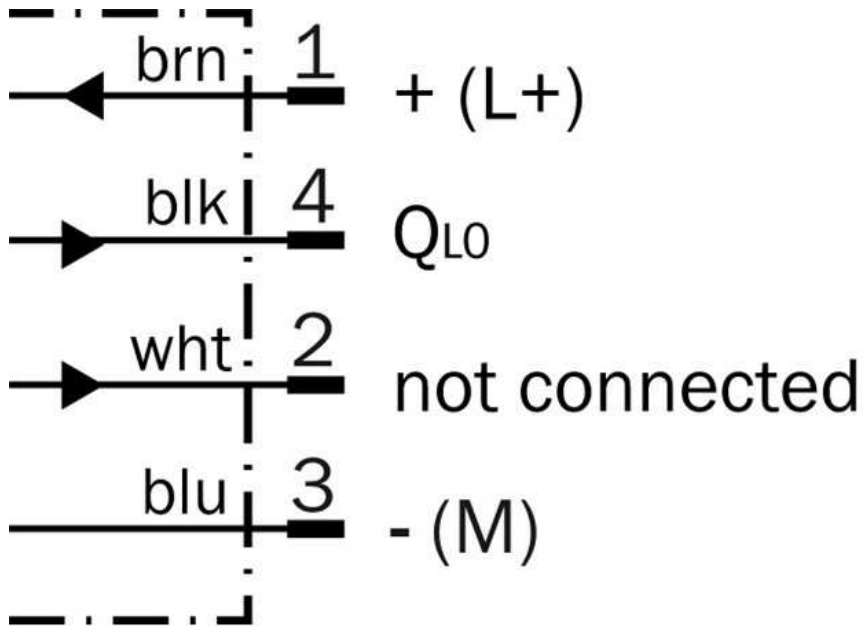 brn 1 + (L+)
blk 4 QL0
wht 2 not connected
blu 3 - (M)